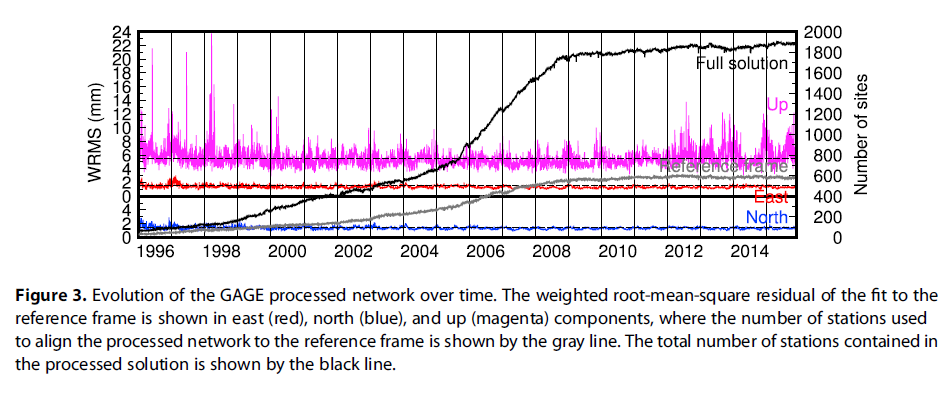 24
22
20
18
16
14
12
10
8
6
4
2
0
4
2
0
WRMS (mm)
2000
1800
1600
1400
1200
1000
800
600
400
200
0
Number of sites
Full solution
Up
Reference frame
East
North
1996 1998 2000 2002 2004 2006 2008 2010 2012 2014
Figure 3. Evolution of the GAGE processed network over time. The weighted root-mean-square residual of the fit to the
reference frame is shown in east (red), north (blue), and up (magenta) components, where the number of stations used
to align the processed network to the reference frame is shown by the gray line. The total number of stations contained in
the processed solution is shown by the black line.